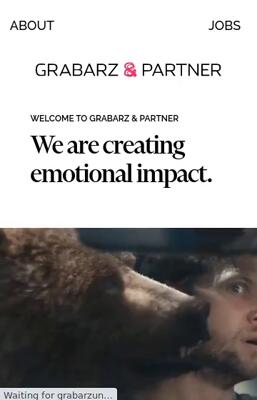 ABOUT
JOBS
GRABARZ & PARTNER
WELCOME TO GRABARZ & PARTNER
We are creating
emotional impact.
Waiting for grabarzun...